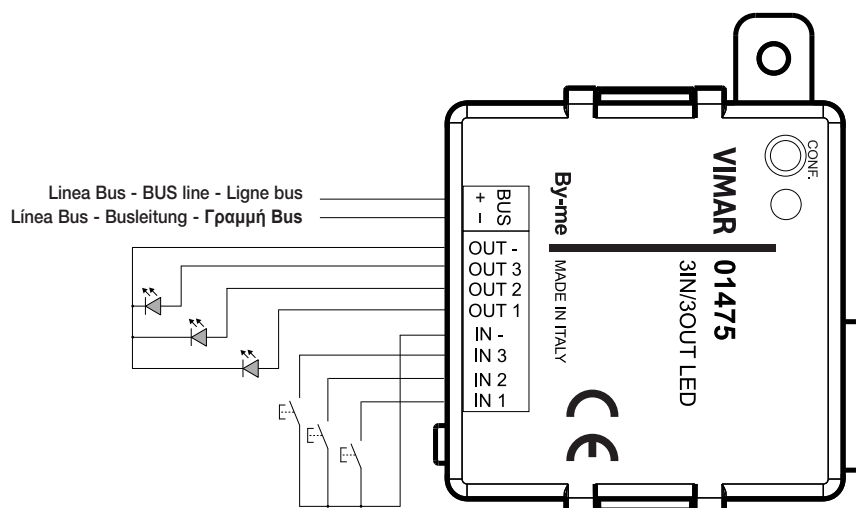 Linea Bus - BUS line - Ligne bus
Línea Bus - Busleitung - Γραμμή Bus
+
-
BUS
OUT -
OUT 3
OUT 2
OUT 1
IN -
IN 3
IN 2
IN 1
By-me
MADE IN ITALY
VIMAR 01475
3IN/3OUT LED
CONF.
CE